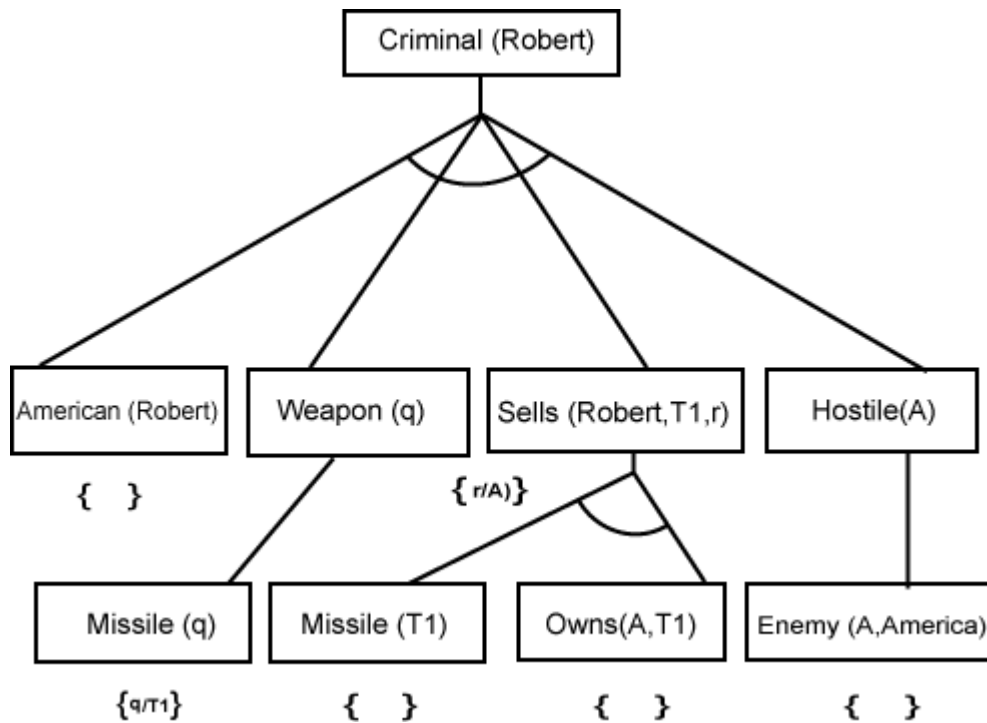 Criminal (Robert)
American (Robert)
Weapon (q)
Sells (Robert,T1,r)
Hostile(A)
{ }
{ r/A)}
Missile (q)
Missile (T1)
Owns(A,T1)
Enemy (A,America)
{q/T1}
{ }
{ }
{ }